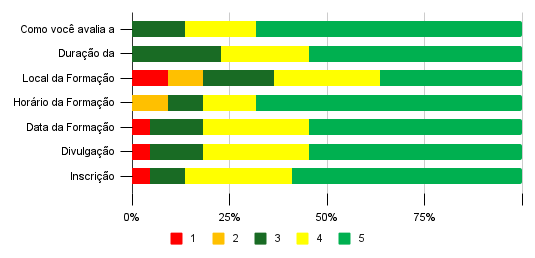 Como você avalia a
Duração da
Local da Formação
Horário da Formação
Data da Formação
Divulgação
Inscrição
0% 25% 50% 75%
1 2 3 4 5